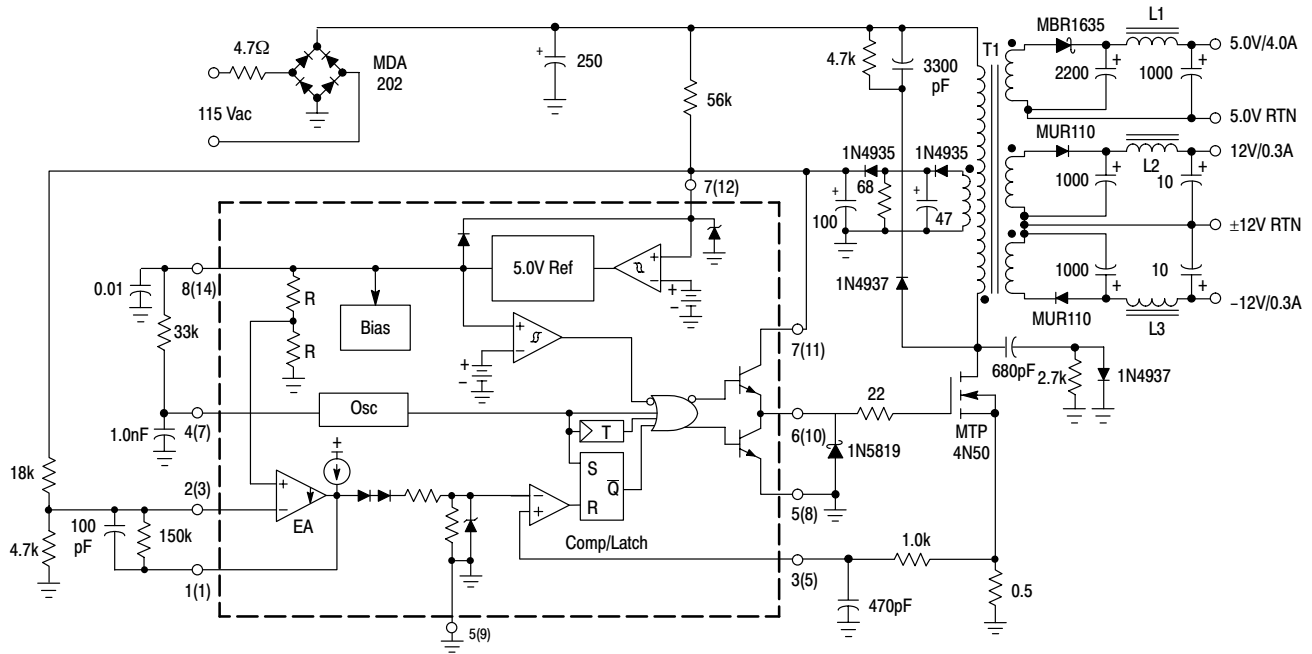 4.7Ω
MDA
202
115 Vac
+
250
56k
4.7k
3300
pF
T1
MBR1635
L1
5.0V/4.0A
2200
+
1000
+
5.0V RTN
MUR110
12V/0.3A
1000
+
L2
10
+
±12V RTN
1000
+
10
+
MUR110
L3
–12V/0.3A
1N4935
1N4935
68
+
100
+
47
7(12)
1N4937
0.01
8(14)
33k
R
R
Bias
5.0V Ref
+
–
+
–
+
–
+
–
7(11)
680pF
2.7k
1N4937
4(7)
1.0nF
Osc
T
22
6(10)
1N5819
MTP
4N50
18k
2(3)
+
–
EA
+
S
R
Q
–
+
Comp/Latch
5(8)
100
pF
150k
4.7k
1(1)
3(5)
1.0k
470pF
0.5
5(9)